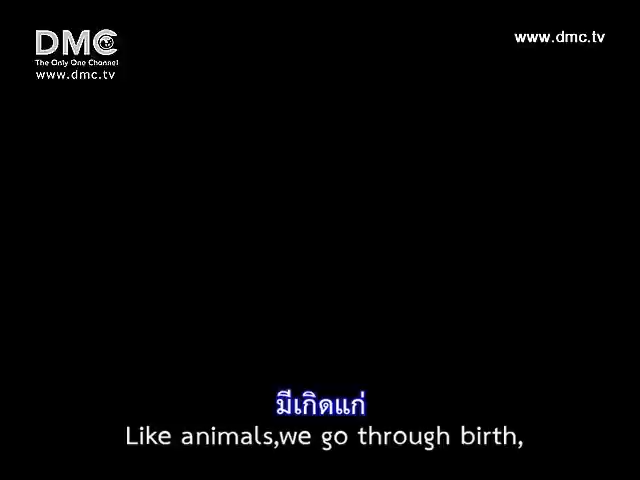 DMC
The Only One Channel
www.dmc.tv
www.dmc.tv
มีเกิดแก่
Like animals,we go through birth,